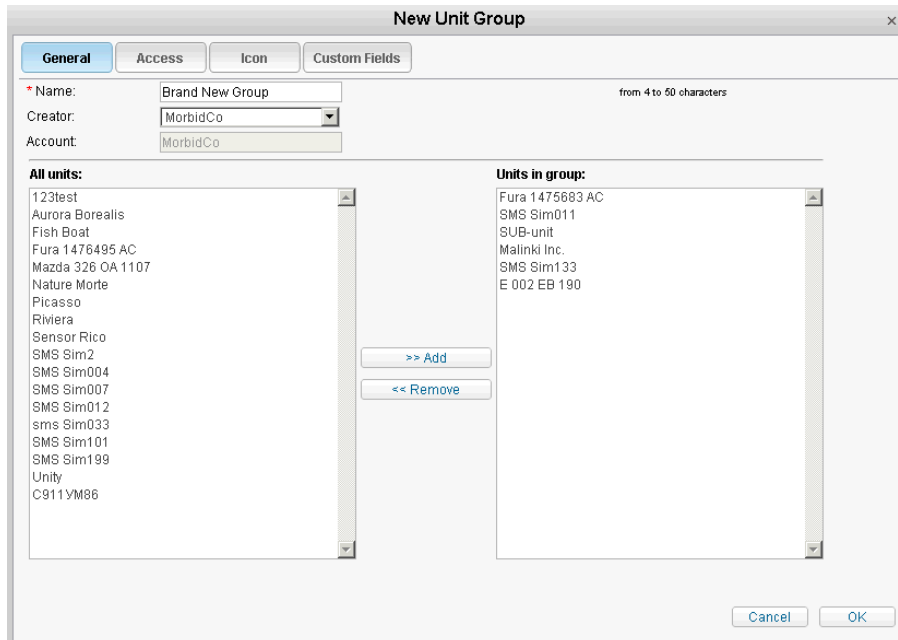 New Unit Group
General Access Icon Custom Fields
* Name: Brand New Group from 4 to 50 characters
Creator: MorbidCo
Account: MorbidCo
All units:
123test
Aurora Borealis
Fish Boat
Fura 1476495 AC
Mazda 326 OA 1107
Nature Morte
Picasso
Riviera
Sensor Rico
SMS Sim2
SMS Sim004
SMS Sim007
SMS Sim012
sms Sim033
SMS Sim101
SMS Sim199
Unity
С911УМ86
>> Add
<< Remove
Units in group:
Fura 1475683 AC
SMS Sim011
SUB-unit
Malinki Inc.
SMS Sim133
E 002 EB 190
Cancel OK